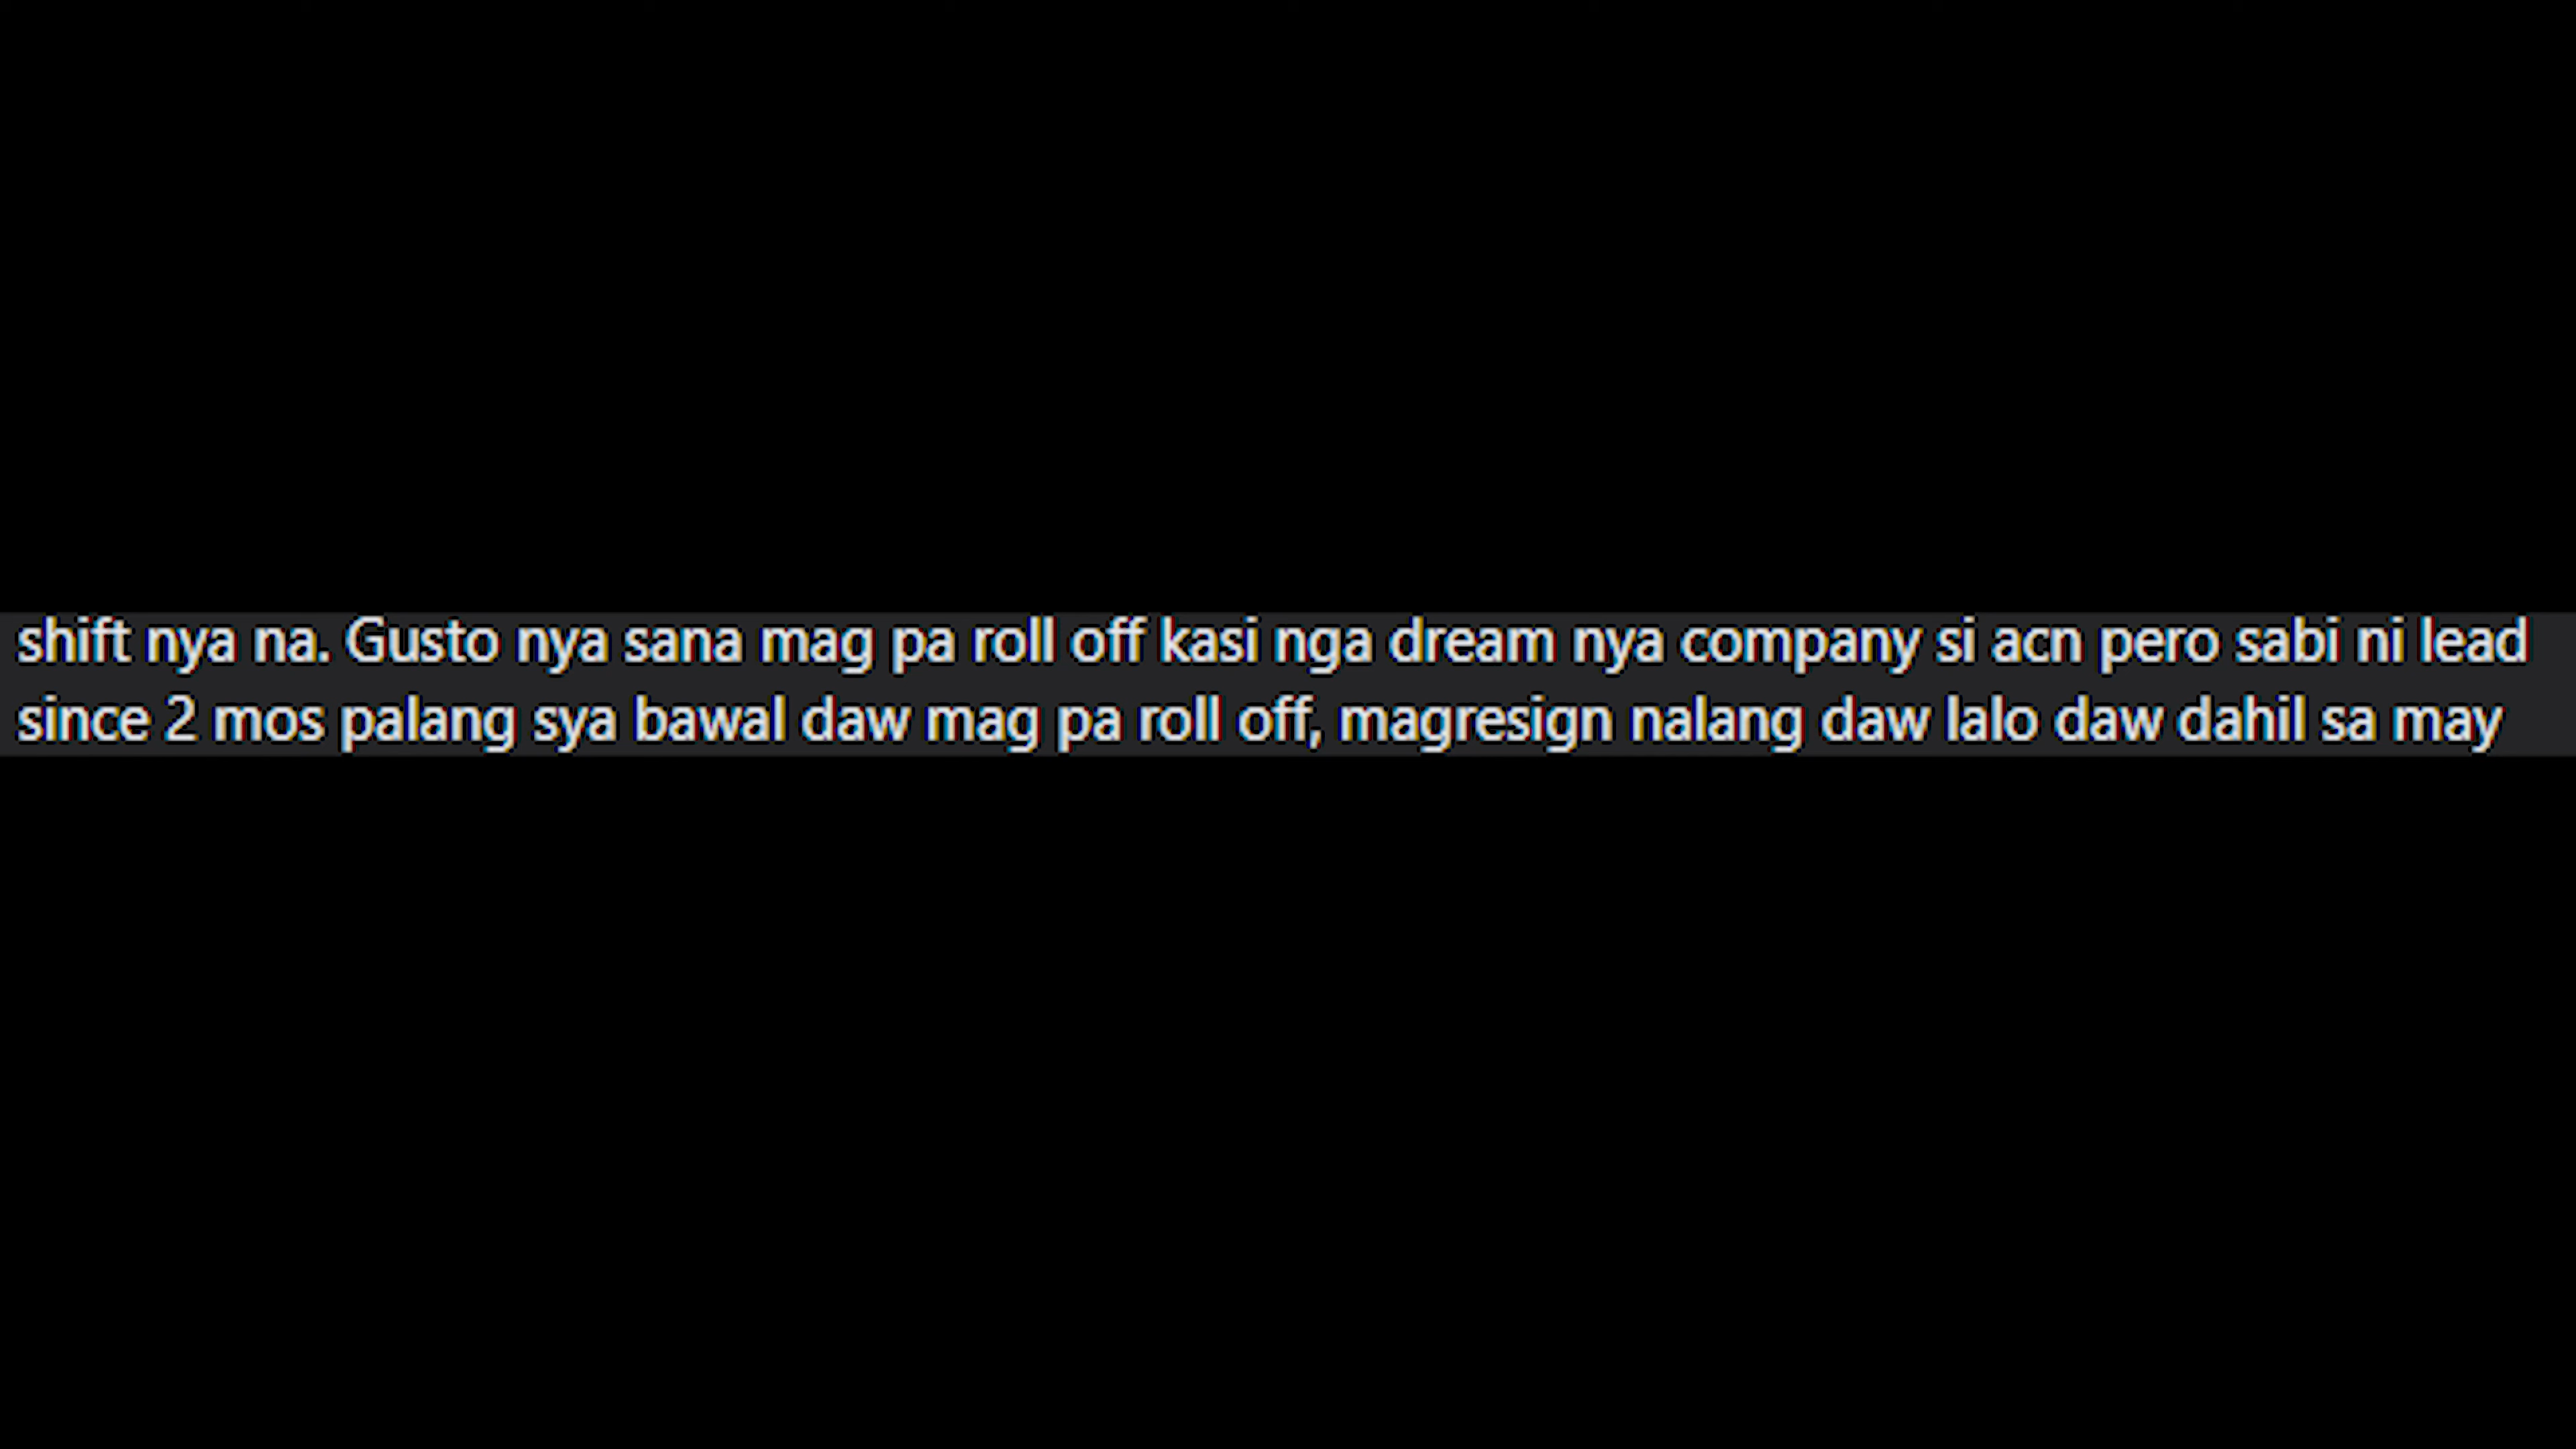 shift nya na. Gusto nya sana mag pa roll off kasi nga dream nya company si acn pero sabi ni lead
since 2 mos palang sya bawal daw mag pa roll off, magresign nalang daw lalo daw dahil sa may